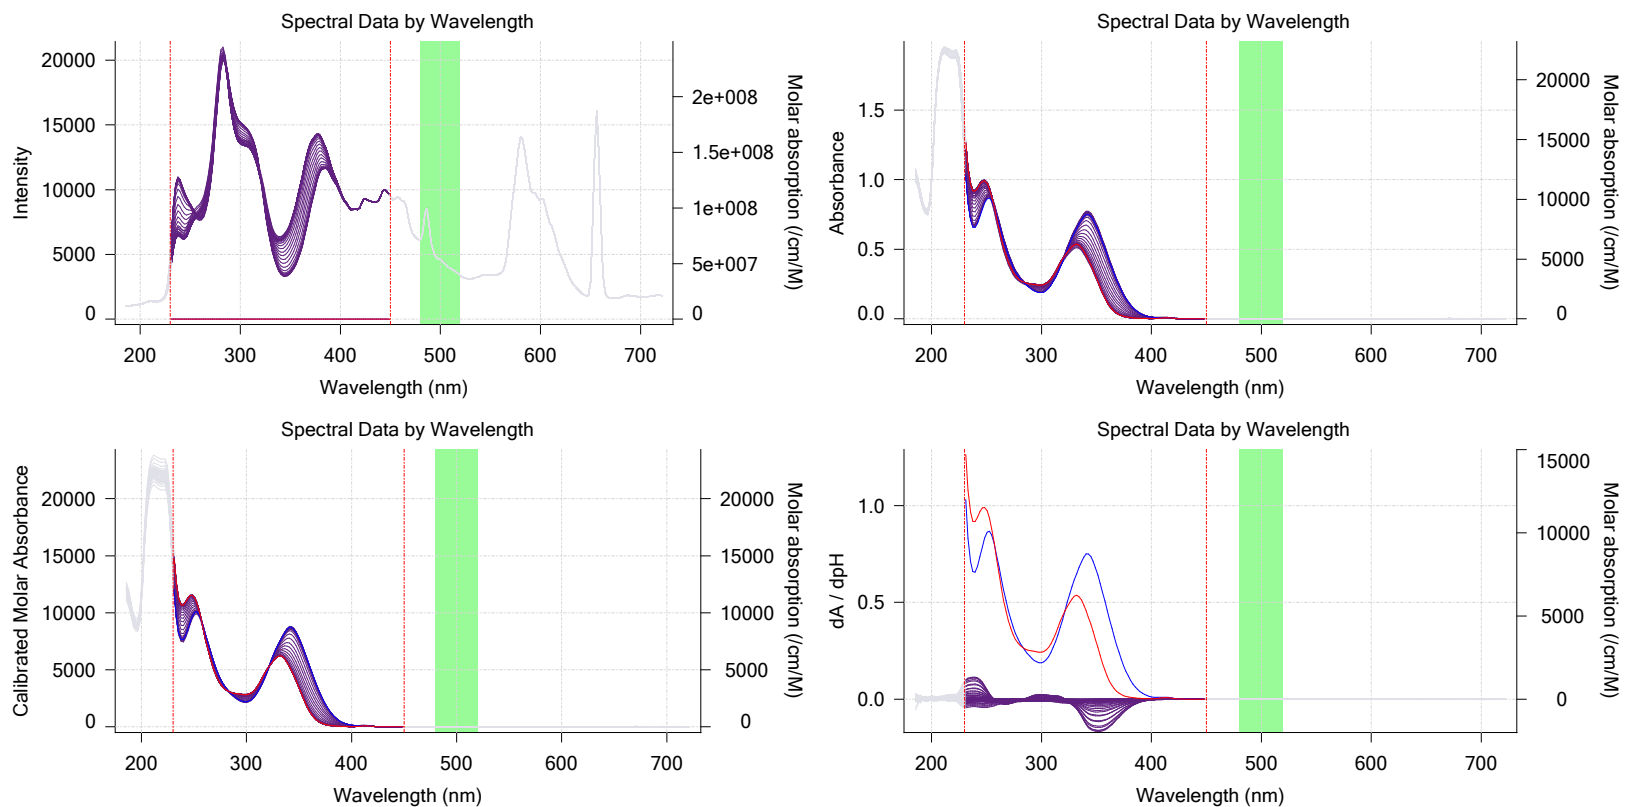 Spectral Data by Wavelength
Intensity
20000
15000
10000
5000
0
2e+008
1.5e+008
1e+008
5e+007
0
Molar absorption (/cm/M)
200 300 400 500 600 700
Wavelength (nm)
Spectral Data by Wavelength
Absorbance
1.5
1.0
0.5
0.0
20000
15000
10000
5000
0
Molar absorption (/cm/M)
200 300 400 500 600 700
Wavelength (nm)
Spectral Data by Wavelength
Calibrated Molar Absorbance
20000
15000
10000
5000
0
20000
15000
10000
5000
0
Molar absorption (/cm/M)
200 300 400 500 600 700
Wavelength (nm)
Spectral Data by Wavelength
dA / dpH
1.0
0.5
0.0
15000
10000
5000
0
Molar absorption (/cm/M)
200 300 400 500 600 700
Wavelength (nm)